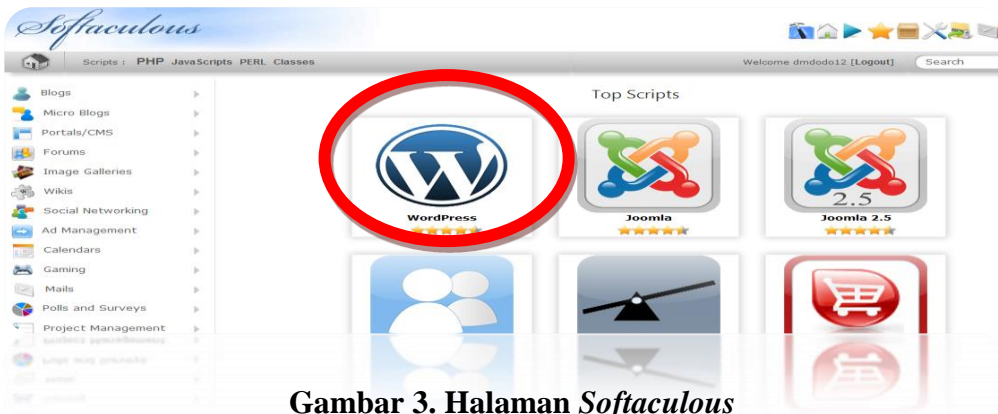 Softaculous
Scripts : PHP JavaScripts PERL Classes
Welcome dmdodo12 [Logout]
Search
Blogs
Micro Blogs
Portals/CMS
Forums
Image Galleries
Wikis
Social Networking
Ad Management
Calendars
Gaming
Mails
Polls and Surveys
Project Management
Top Scripts
WordPress
Joomla
2.5
Joomla 2.5
Gambar 3. Halaman Softaculous